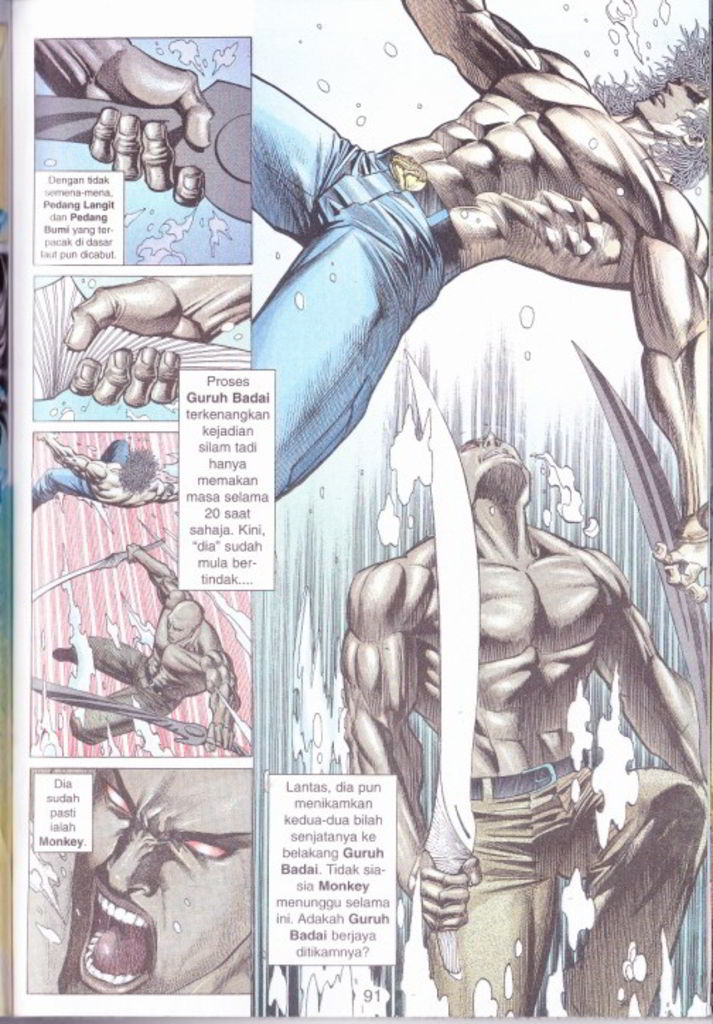 Dengan tidak
semena-mena,
Pedang Langit
dan Pedang
Bumi yang ter-
pacak di dasar
laut pun dicabut.
Proses
Guruh Badai
terkenangkan
kejadian
silam tadi
hanya
memakan
masa selama
20 saat
sahaja. Kini,
"dia" sudah
mula ber-
tindak....
Dia
sudah
pasti
ialah
Monkey.
Lantas, dia pun
menikamkan
kedua-dua bilah
senjatanya ke
belakang Guruh
Badai. Tidak sia-
sia Monkey
menunggu selama
ini. Adakah Guruh
Badai berjaya
ditikamnya?
91